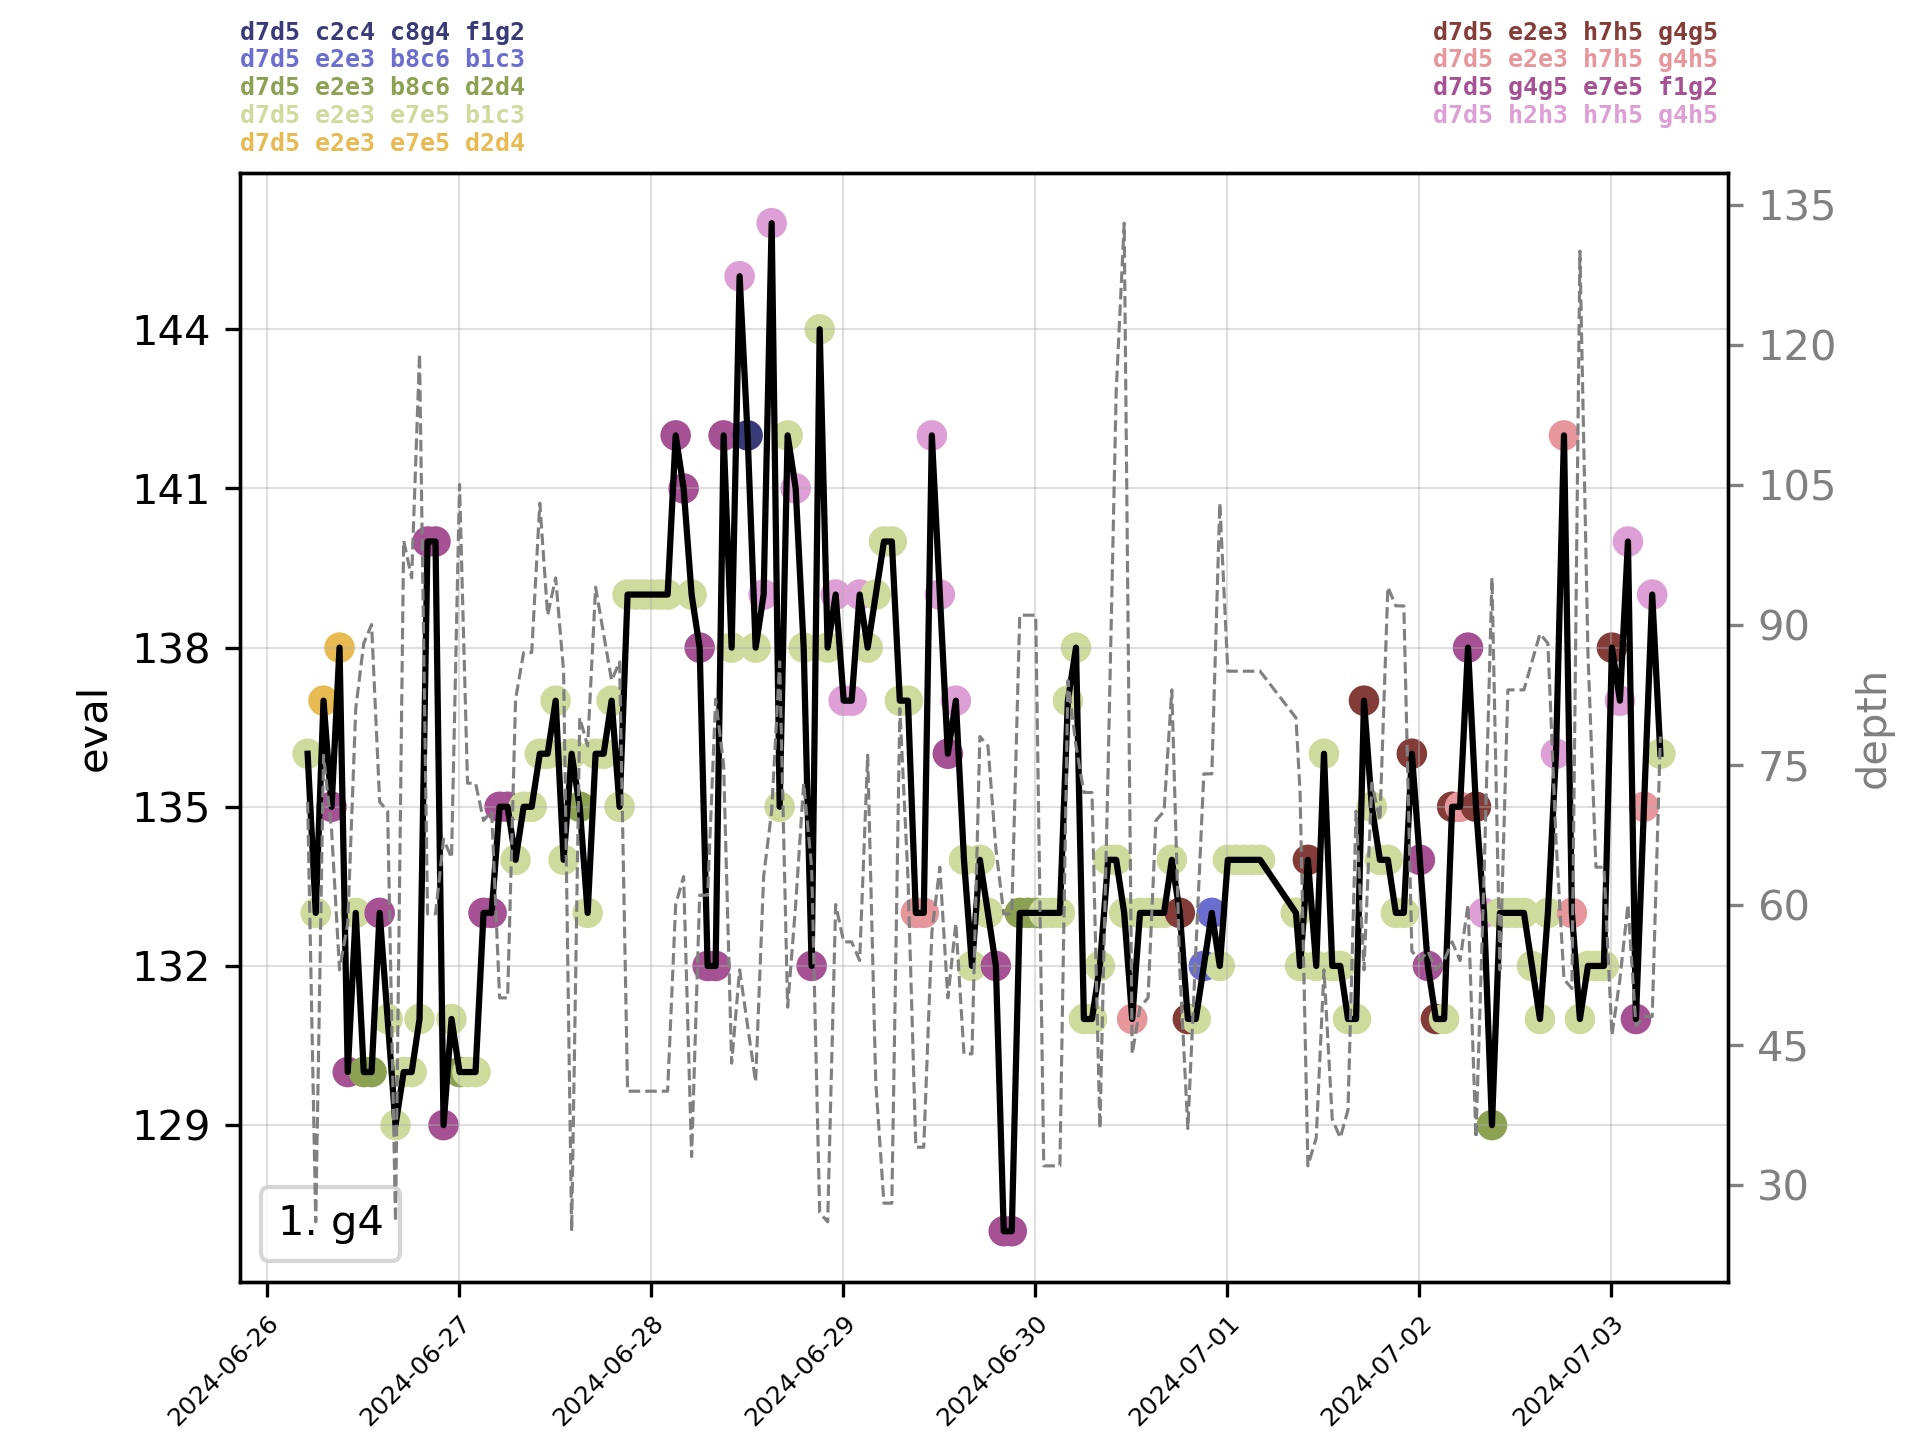 d7d5 c2c4 c8g4 f1g2
d7d5 e2e3 b8c6 b1c3
d7d5 e2e3 b8c6 d2d4
d7d5 e2e3 e7e5 b1c3
d7d5 e2e3 e7e5 d2d4
d7d5 e2e3 h7h5 g4g5
d7d5 e2e3 h7h5 g4h5
d7d5 g4g5 e7e5 f1g2
d7d5 h2h3 h7h5 g4h5
144
141
138
135
132
129
eval
135
120
105
90
75
60
45
30
depth
1. g4
2024-06-26
2024-06-27
2024-06-28
2024-06-29
2024-06-30
2024-07-01
2024-07-02
2024-07-03